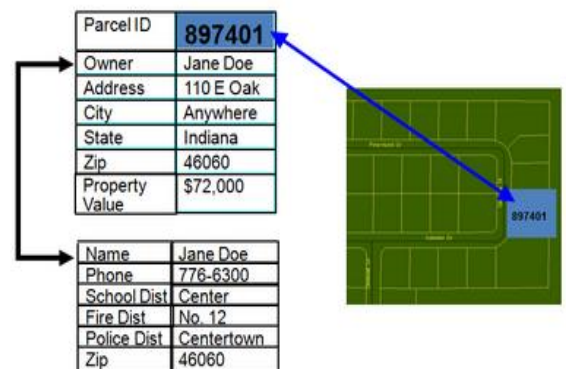 Parcel ID 897401
Owner Jane Doe
Address 110 E Oak
City Anywhere
State Indiana
Zip 46060
Property $72,000
Value
Name Jane Doe
Phone 776-6300
School Dist Center
Fire Dist No. 12
Police Dist Centertown
Zip 46060
897401